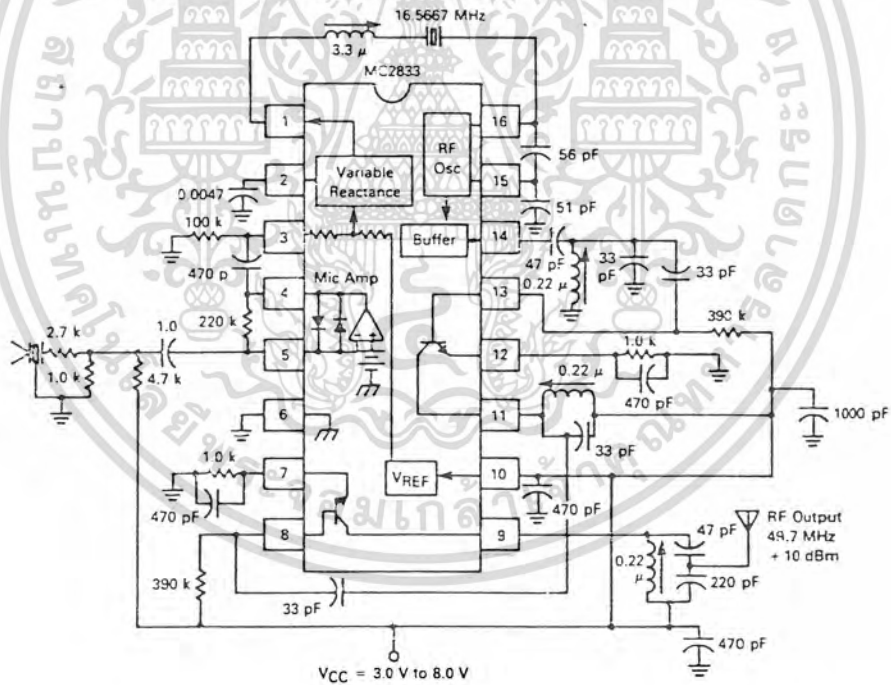 16.5667 MHz
3.3 µ
MC2833
1
16
RF
Osc
56 pF
Variable
Reactance
2
15
0.0047
51 pF
100 k
3
Buffer
14
47 pF
33
pF
33 pF
0.22 µ
470 p
Mic Amp
4
13
390 k
220 k
2.7 k
1.0
5
12
1.0 k
1.0 k
4.7 k
470 pF
0.22 µ
6
11
1000 pF
33 pF
1.0 k
7
VREF
10
470 pF
470 pF
RF Output
49.7 MHz
+ 10 dBm
8
9
47 pF
0.22
µ
220 pF
390 k
33 pF
470 pF
VCC = 3.0 V to 8.0 V